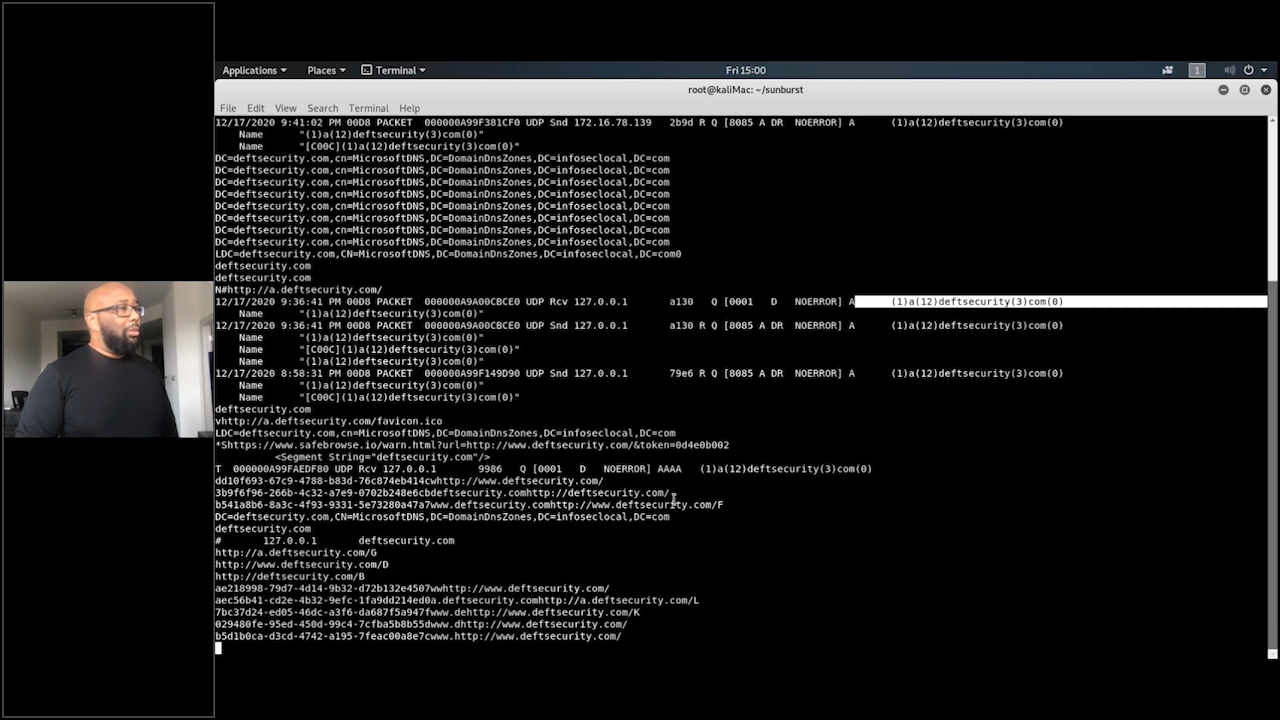 Applications Places Terminal Fri 15:00 1
root@kaliMac: ~/sunburst
File Edit View Search Terminal Help
12/17/2020 9:41:02 PM 00D8 PACKET  000000A99F381CF0 UDP Snd 172.16.78.139   2b9d R Q [8085 A DR  NOERROR] A      (1)a(12)deftsecurity(3)com(0)
Name      "(1)a(12)deftsecurity(3)com(0)"
Name      "[C00C](1)a(12)deftsecurity(3)com(0)"
DC=deftsecurity.com,cn=MicrosoftDNS,DC=DomainDnsZones,DC=infoseclocal,DC=com
DC=deftsecurity.com,cn=MicrosoftDNS,DC=DomainDnsZones,DC=infoseclocal,DC=com
DC=deftsecurity.com,cn=MicrosoftDNS,DC=DomainDnsZones,DC=infoseclocal,DC=com
DC=deftsecurity.com,cn=MicrosoftDNS,DC=DomainDnsZones,DC=infoseclocal,DC=com
DC=deftsecurity.com,cn=MicrosoftDNS,DC=DomainDnsZones,DC=infoseclocal,DC=com
DC=deftsecurity.com,cn=MicrosoftDNS,DC=DomainDnsZones,DC=infoseclocal,DC=com
DC=deftsecurity.com,cn=MicrosoftDNS,DC=DomainDnsZones,DC=infoseclocal,DC=com
DC=deftsecurity.com,cn=MicrosoftDNS,DC=DomainDnsZones,DC=infoseclocal,DC=com
LDC=deftsecurity.com,CN=MicrosoftDNS,DC=DomainDnsZones,DC=infoseclocal,DC=com0
deftsecurity.com
deftsecurity.com
N#http://a.deftsecurity.com/
12/17/2020 9:36:41 PM 00D8 PACKET  000000A9A00CBCE0 UDP Rcv 127.0.0.1       a130   Q [0001   D   NOERROR] A      (1)a(12)deftsecurity(3)com(0)
Name      "(1)a(12)deftsecurity(3)com(0)"
12/17/2020 9:36:41 PM 00D8 PACKET  000000A9A00CBCE0 UDP Snd 127.0.0.1       a130 R Q [8085 A DR  NOERROR] A      (1)a(12)deftsecurity(3)com(0)
Name      "(1)a(12)deftsecurity(3)com(0)"
Name      "[C00C](1)a(12)deftsecurity(3)com(0)"
Name      "(1)a(12)deftsecurity(3)com(0)"
12/17/2020 8:58:31 PM 00D8 PACKET  000000A99F149D90 UDP Snd 127.0.0.1       79e6 R Q [8085 A DR  NOERROR] A      (1)a(12)deftsecurity(3)com(0)
Name      "(1)a(12)deftsecurity(3)com(0)"
Name      "[C00C](1)a(12)deftsecurity(3)com(0)"
deftsecurity.com
vhttp://a.deftsecurity.com/favicon.ico
LDC=deftsecurity.com,cn=MicrosoftDNS,DC=DomainDnsZones,DC=infoseclocal,DC=com
*Shttps://www.safebrowse.io/warn.html?url=http://www.deftsecurity.com/&token=0d4e0b002
<Segment String="deftsecurity.com"/>
T  000000A99FAEDF80 UDP Rcv 127.0.0.1       9986   Q [0001   D   NOERROR] AAAA   (1)a(12)deftsecurity(3)com(0)
dd10f693-67c9-4788-b83d-76c874eb414cwhttp://www.deftsecurity.com/
3b9f6f96-266b-4c32-a7e9-0702b248e6cbdeftsecurity.comhttp://deftsecurity.com/
b541a8b6-8a3c-4f93-9331-5e73280a47a7www.deftsecurity.comhttp://www.deftsecurity.com/F
DC=deftsecurity.com,CN=MicrosoftDNS,DC=DomainDnsZones,DC=infoseclocal,DC=com
deftsecurity.com
#       127.0.0.1       deftsecurity.com
http://a.deftsecurity.com/G
http://www.deftsecurity.com/D
http://deftsecurity.com/B
ae218998-79d7-4d14-9b32-d72b132e4507wwhttp://www.deftsecurity.com/
aec56b41-cd2e-4b32-9efc-1fa9dd214ed0a.deftsecurity.comhttp://a.deftsecurity.com/L
7bc37d24-ed05-46dc-a3f6-da687f5a947fwww.dehttp://www.deftsecurity.com/K
029480fe-95ed-450d-99c4-7cfba5b8b55dwww.dhttp://www.deftsecurity.com/
b5d1b0ca-d3cd-4742-a195-7feac00a8e7cwww.http://www.deftsecurity.com/